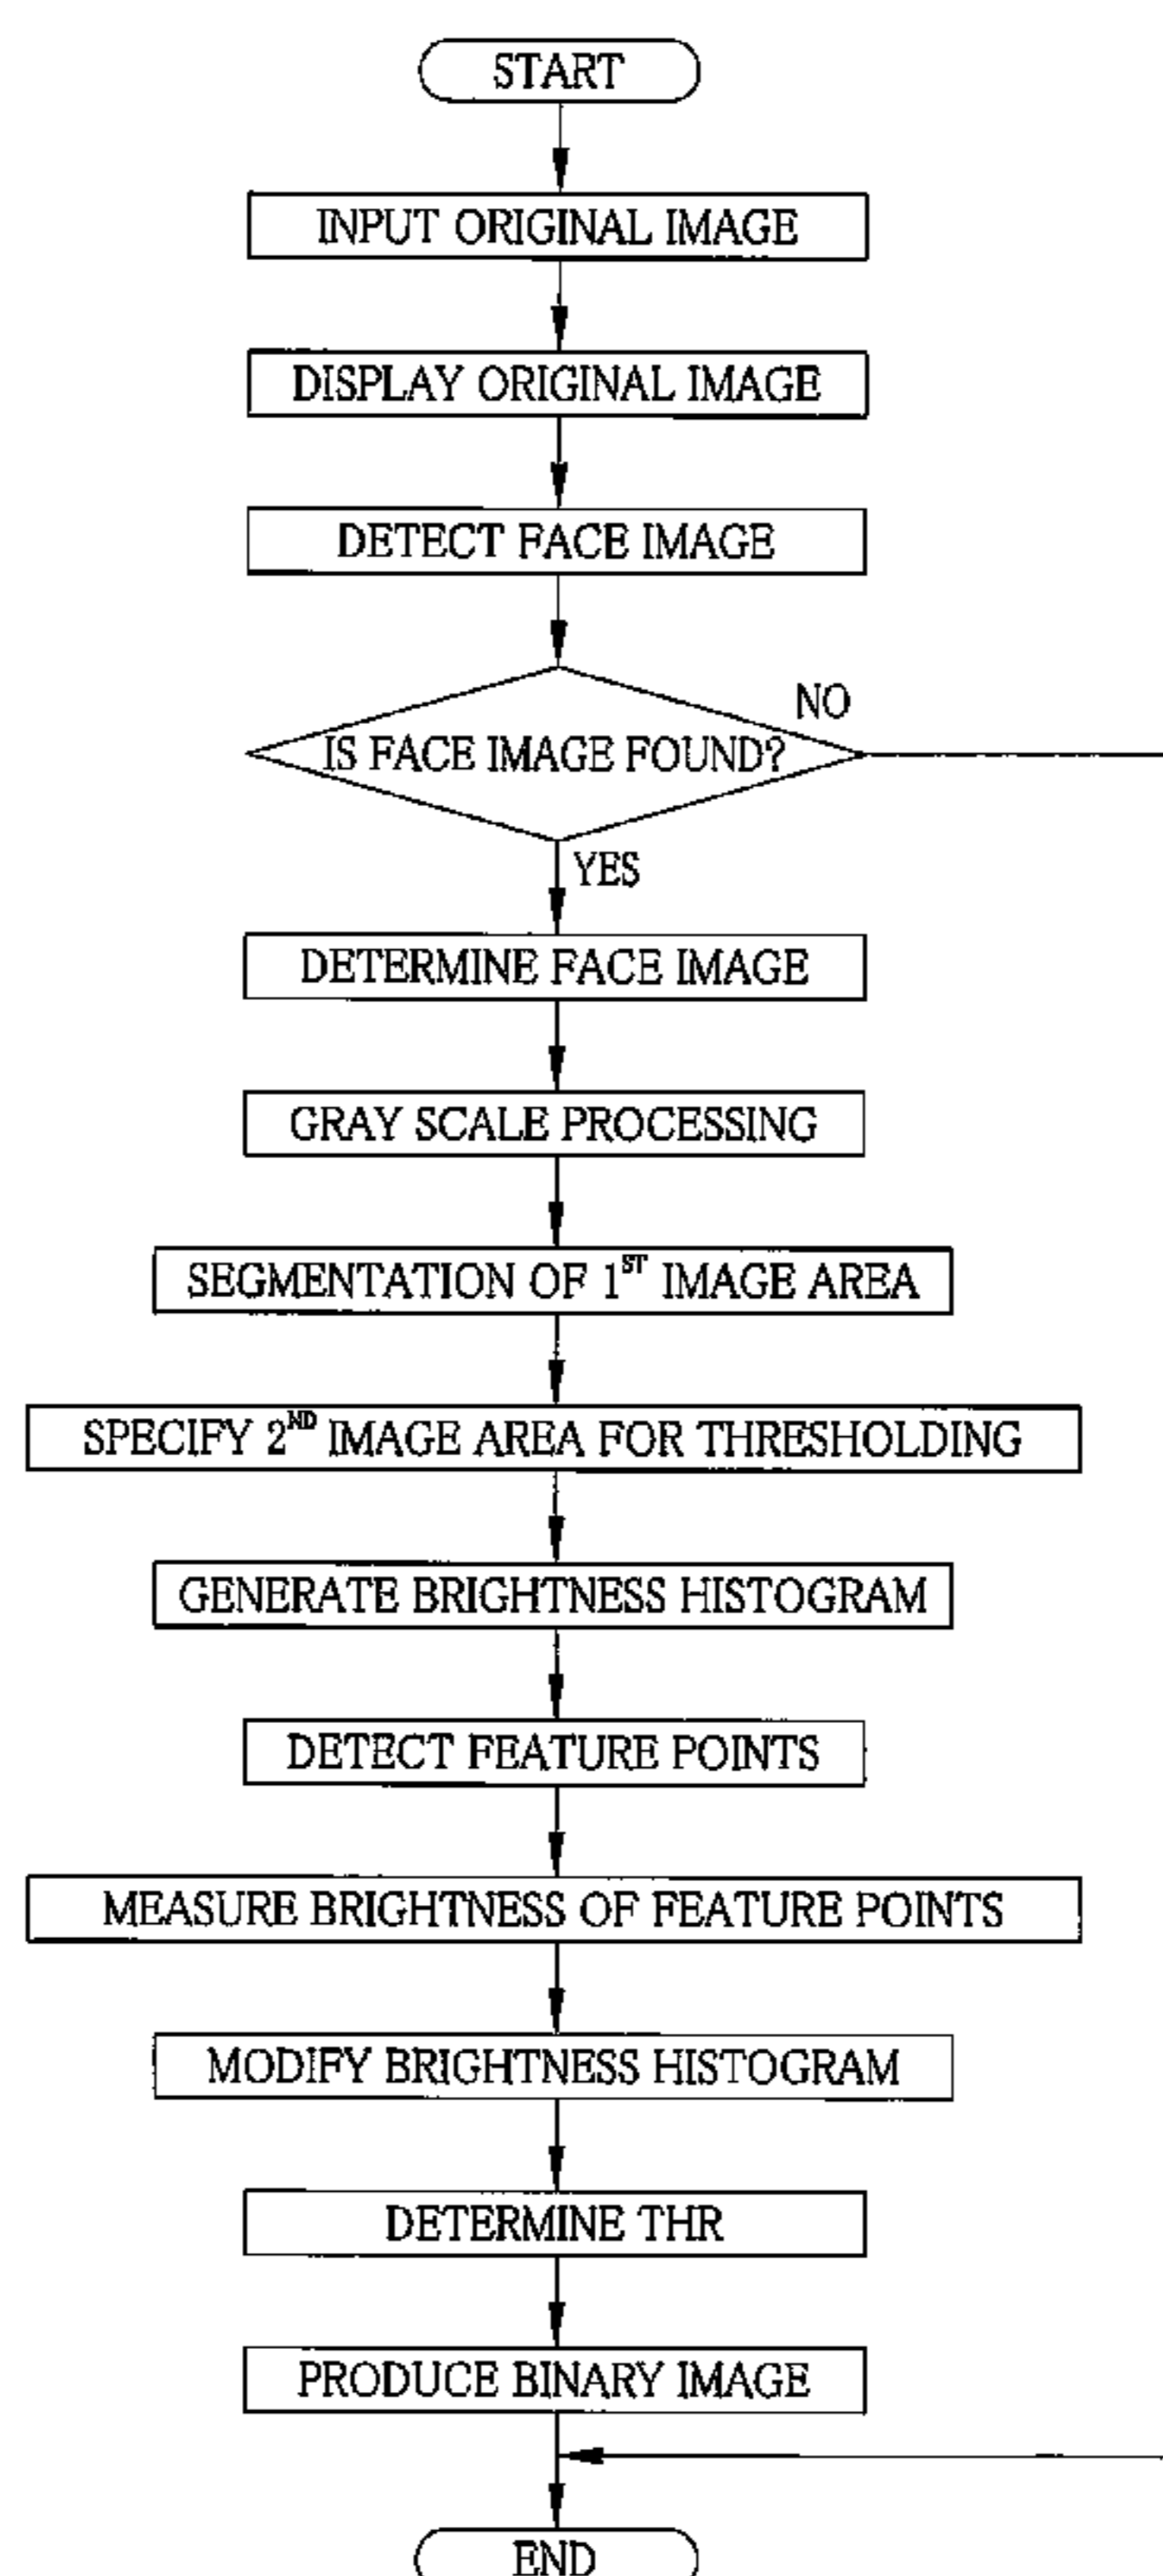 START
INPUT ORIGINAL IMAGE
DISPLAY ORIGINAL IMAGE
DETECT FACE IMAGE
NO
IS FACE IMAGE FOUND?
YES
DETERMINE FACE IMAGE
GRAY SCALE PROCESSING
SEGMENTATION OF 1ST IMAGE AREA
SPECIFY 2ND IMAGE AREA FOR THRESHOLDING
GENERATE BRIGHTNESS HISTOGRAM
DETECT FEATURE POINTS
MEASURE BRIGHTNESS OF FEATURE POINTS
MODIFY BRIGHTNESS HISTOGRAM
DETERMINE THR
PRODUCE BINARY IMAGE
END